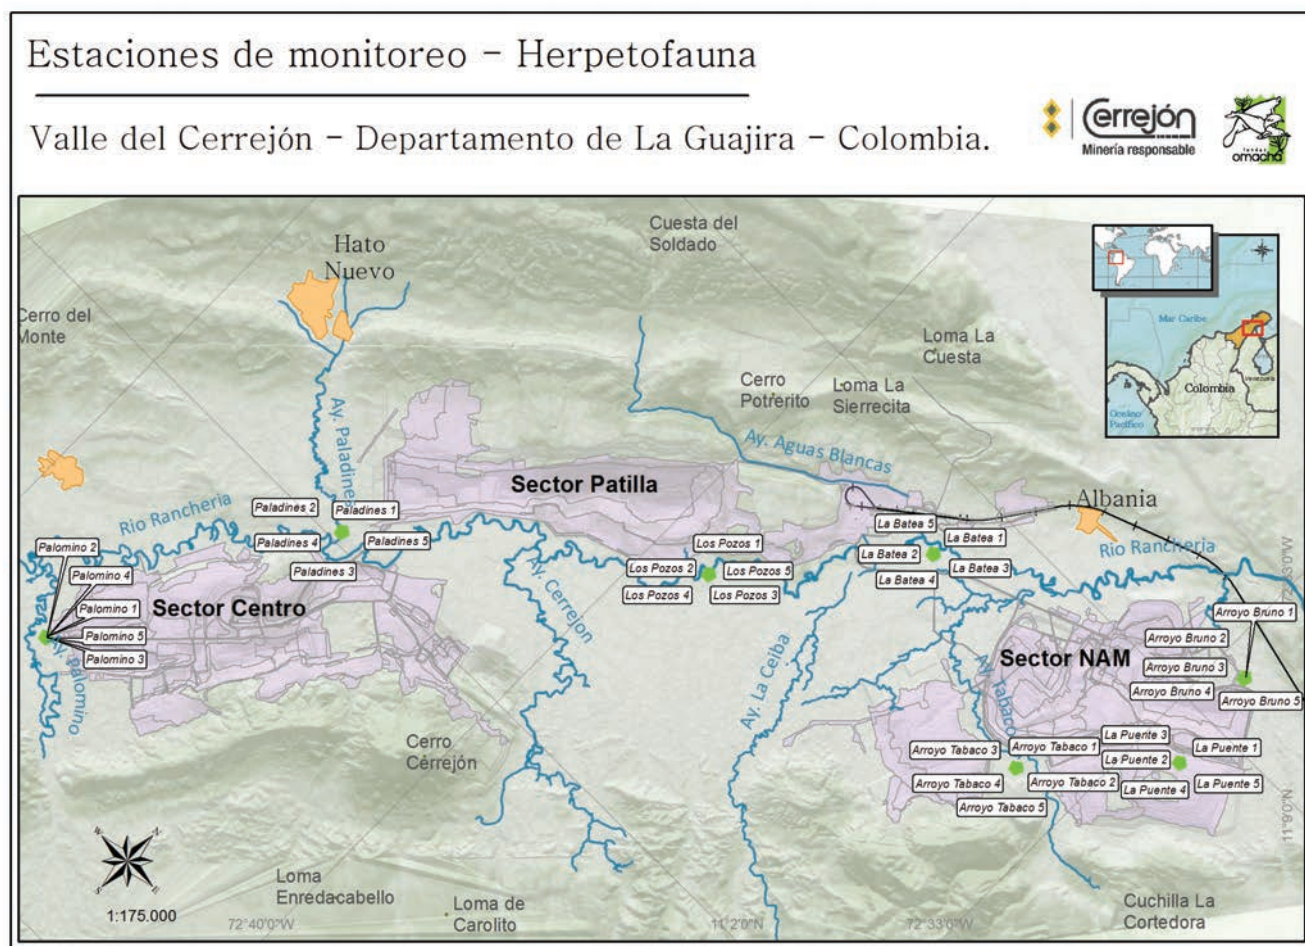 Estaciones de monitoreo - Herpetofauna
Valle del Cerrejón - Departamento de La Guajira - Colombia.
Cerrejón
Minería responsable
omacha
Cuesta del
Soldado
Hato
Nuevo
Cerro del
Monte
Loma La
Cuesta
Cerro
Potrerito
Loma La
Sierrecita
Mar Caribe
Colombia
Venezuela
Oceano
Pacífico
Ay. Paladines
Ay. Aguas Blancas
Sector Patilla
Albania
Rio Rancheria
Paladines 2
Paladines 1
Paladines 4
Paladines 5
Paladines 3
La Batea 5
La Batea 1
La Batea 2
La Batea 3
La Batea 4
Rio Rancheria
Los Pozos 1
Los Pozos 2
Los Pozos 5
Los Pozos 4
Los Pozos 3
Palomino 2
Palomino 4
Palomino 1
Palomino 5
Palomino 3
Ay. Palomino
Sector Centro
Ay. Cerrejon
Ay. La Ceiba
Ay. Tabaco
Sector NAM
Arroyo Bruno 1
Arroyo Bruno 2
Arroyo Bruno 3
Arroyo Bruno 4
Arroyo Bruno 5
La Puente 3
La Puente 1
La Puente 2
La Puente 4
La Puente 5
Arroyo Tabaco 3
Arroyo Tabaco 1
Arroyo Tabaco 4
Arroyo Tabaco 2
Arroyo Tabaco 5
Cerro
Cérrejón
11°9'0"N
Loma
Enredacabello
Loma de
Carolito
Cuchilla La
Cortedora
1:175.000
72°40'0"W
11°2'0"N
72°33'0"W